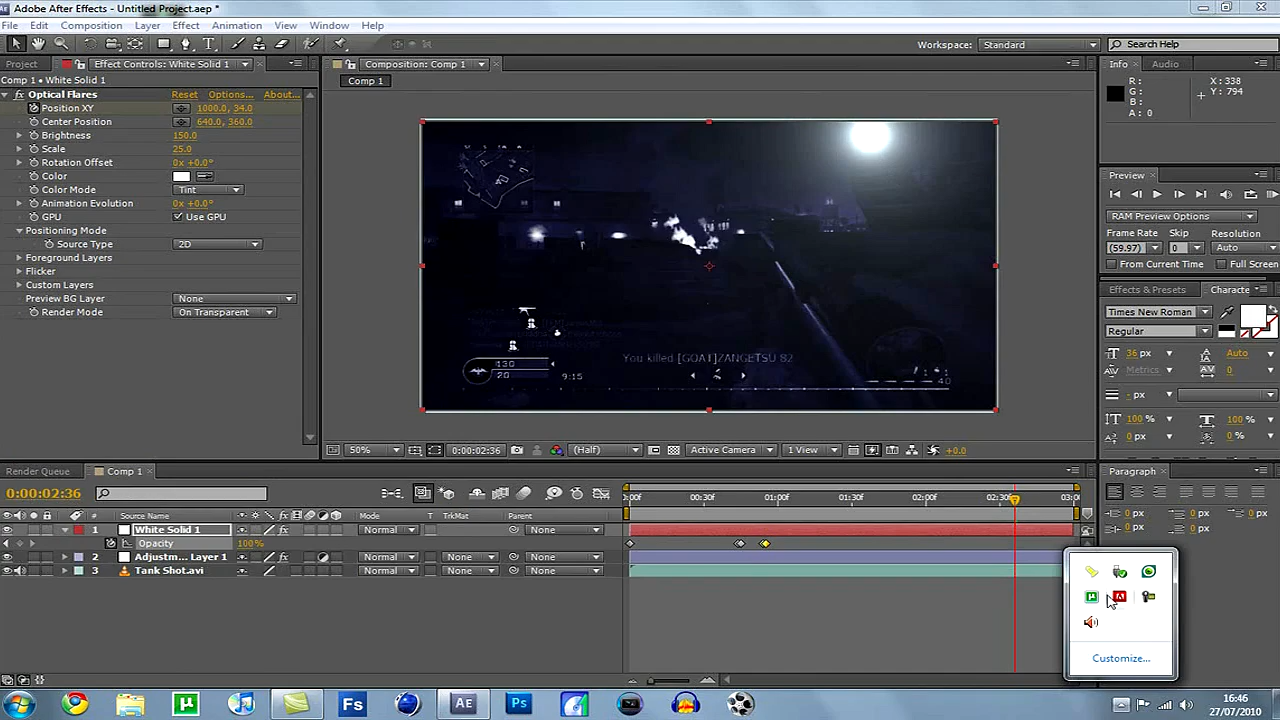 Adobe After Effects - Untitled Project.aep *
File Edit Composition Layer Effect Animation View Window Help
Workspace: Standard
Search Help
Project Effect Controls: White Solid 1
Comp 1 • White Solid 1
Optical Flares Reset Options... About...
Position XY 1000.0, 34.0
Center Position 640.0, 360.0
Brightness 150.0
Scale 25.0
Rotation Offset 0x +0.0°
Color
Color Mode Tint
Animation Evolution 0x +0.0°
GPU Use GPU
Positioning Mode
Source Type 2D
Foreground Layers
Flicker
Custom Layers
Preview BG Layer None
Render Mode On Transparent
Composition: Comp 1
Comp 1
430
20
9:15
You killed [GOAT]ZANGETSU 82
40
50% 0:00:02:36 (Half) Active Camera 1 View +0.0
Info Audio
R: X: 338
G: Y: 794
B:
A: 0
Preview
RAM Preview Options
Frame Rate Skip Resolution
(59.97) 0 Auto
From Current Time Full Screen
Effects & Presets Characte
Times New Roman
Regular
36 px Auto
Metrics 0
- px
100 % 100 %
0 px 0 %
Paragraph
0 px 0 px 0 px
0 px 0 px
Render Queue Comp 1
0:00:02:36
# Source Name Mode T TrkMat Parent
00:30f 01:00f 01:30f 02:00f 02:30f 03:0
1 White Solid 1 Normal None
Opacity 100 %
2 Adjustm... Layer 1 Normal None None
3 Tank Shot.avi Normal None None
Customize...
Fs Ae Ps
16:46
27/07/2010